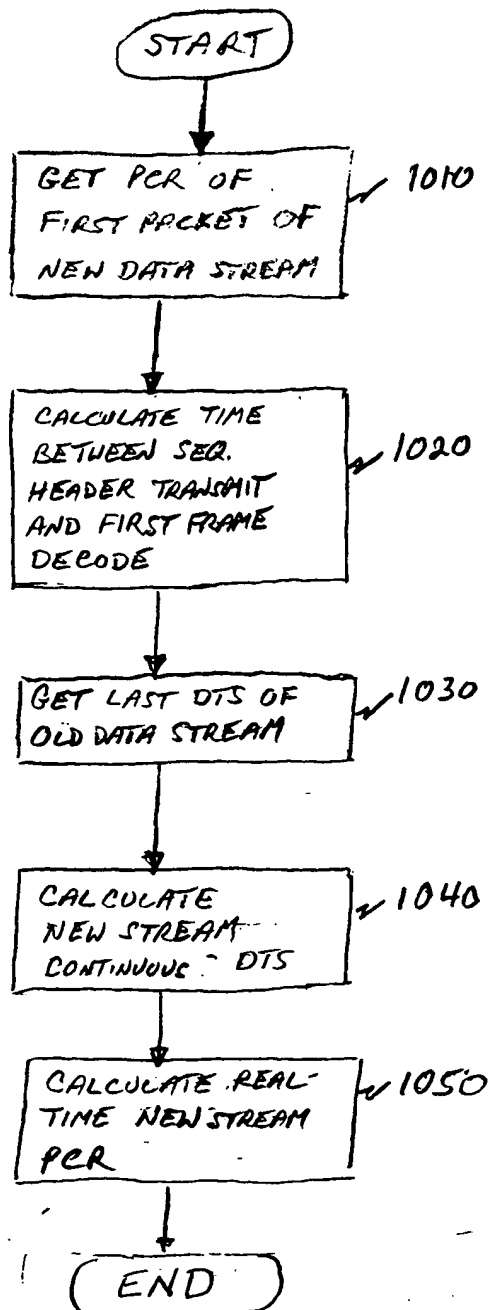 START
GET PCR OF
FIRST PACKET OF
NEW DATA STREAM
1010
CALCULATE TIME
BETWEEN SEQ.
HEADER TRANSMIT
AND FIRST FRAME
DECODE
1020
GET LAST DTS OF
OLD DATA STREAM
1030
CALCULATE
NEW STREAM
CONTINUOUS - DTS
1040
CALCULATE REAL-
TIME NEW STREAM
PCR
1050
END